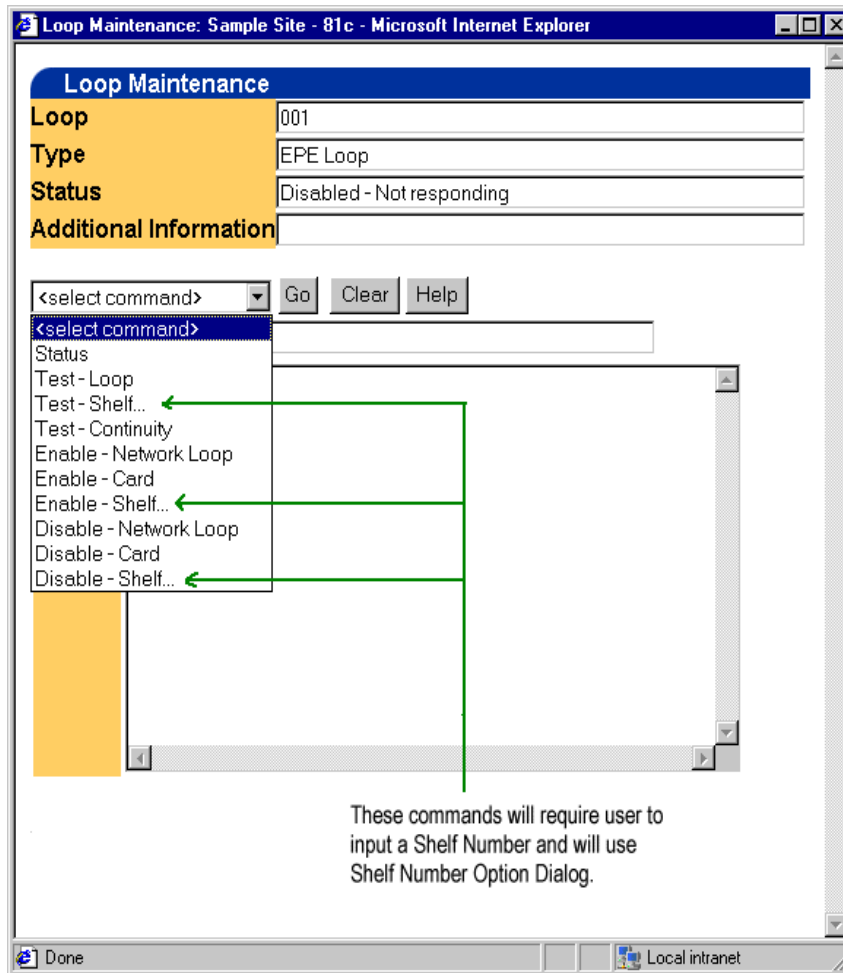 Loop Maintenance: Sample Site - 81c - Microsoft Internet Explorer
Loop Maintenance
Loop 001
Type EPE Loop
Status Disabled - Not responding
Additional Information
<select command> Go Clear Help
<select command>
Status
Test - Loop
Test - Shelf...
Test - Continuity
Enable - Network Loop
Enable - Card
Enable - Shelf...
Disable - Network Loop
Disable - Card
Disable - Shelf...
These commands will require user to
input a Shelf Number and will use
Shelf Number Option Dialog.
Done Local intranet